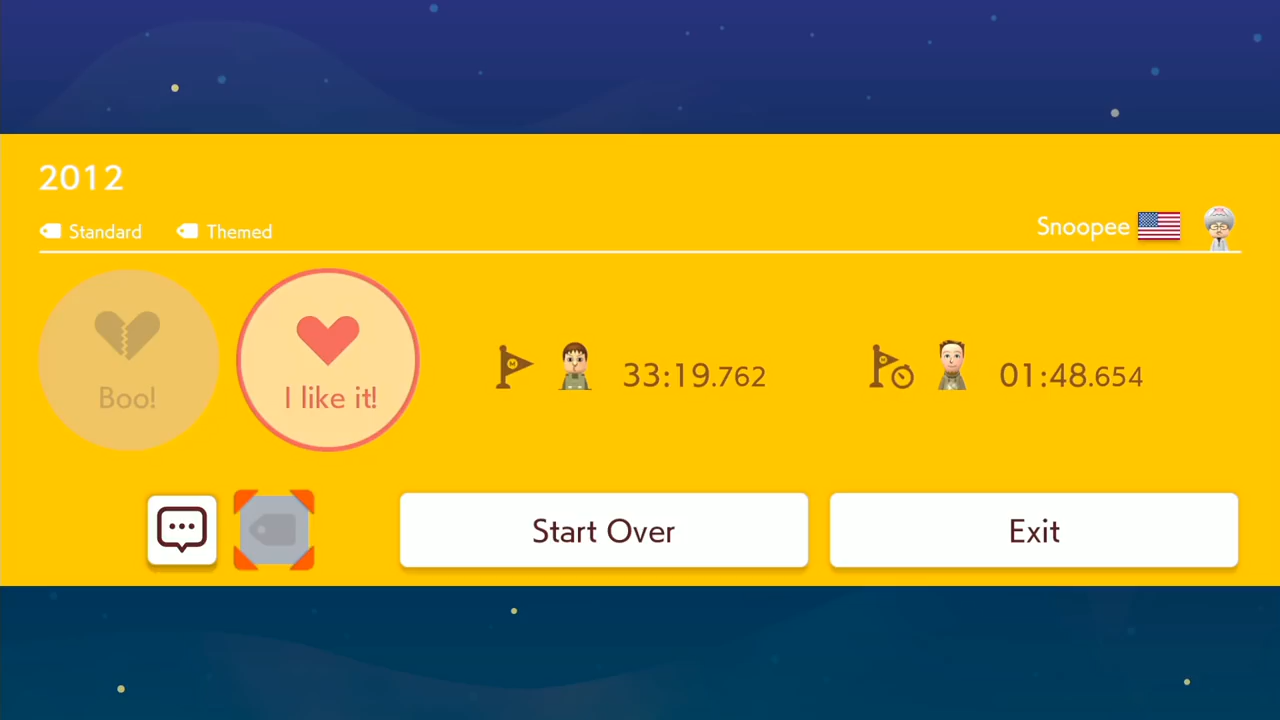 2012
Standard Themed
Snoopee
Boo!
I like it!
M
33:19.762
M
01:48.654
Start Over
Exit